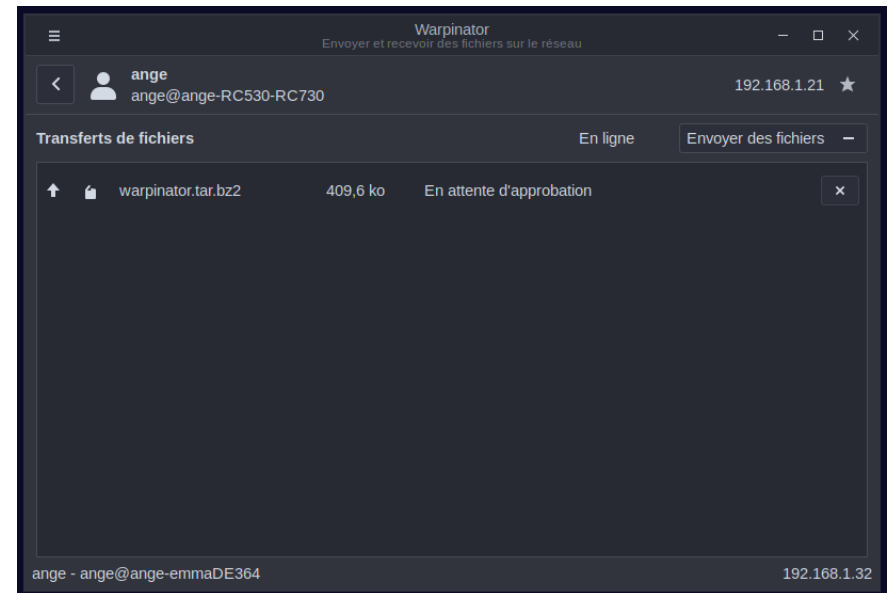 Warpinator
Envoyer et recevoir des fichiers sur le réseau
ange
ange@ange-RC530-RC730
192.168.1.21
Transferts de fichiers En ligne Envoyer des fichiers
warpinator.tar.bz2 409,6 ko En attente d'approbation
ange - ange@ange-emmaDE364 192.168.1.32